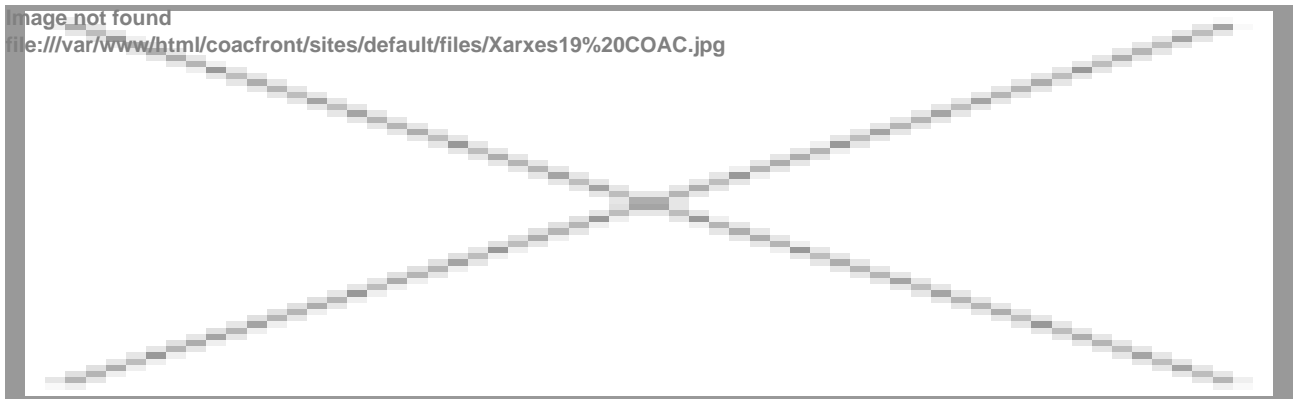 Image not found
file:///var/www/html/coacfront/sites/default/files/Xarxes19%20COAC.jpg